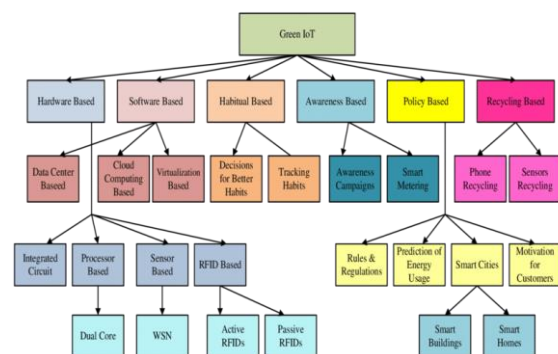 Green IoT
Hardware Based
Software Based
Habitual Based
Awareness Based
Policy Based
Recycling Based
Data Center
Baseed
Cloud
Computing
Based
Virtualization
Based
Decisions
for Better
Habits
Tracking
Habits
Awareness
Campaigns
Smart
Metering
Phone
Recycling
Sensors
Recycling
Integrated
Circuit
Processor
Based
Sensor
Based
RFID Based
Rules &
Regulations
Prediction of
Energy
Usage
Smart Cities
Motivation for
Customers
Dual Core
WSN
Active
RFIDs
Passive
RFIDs
Smart
Buildings
Smart
Homes